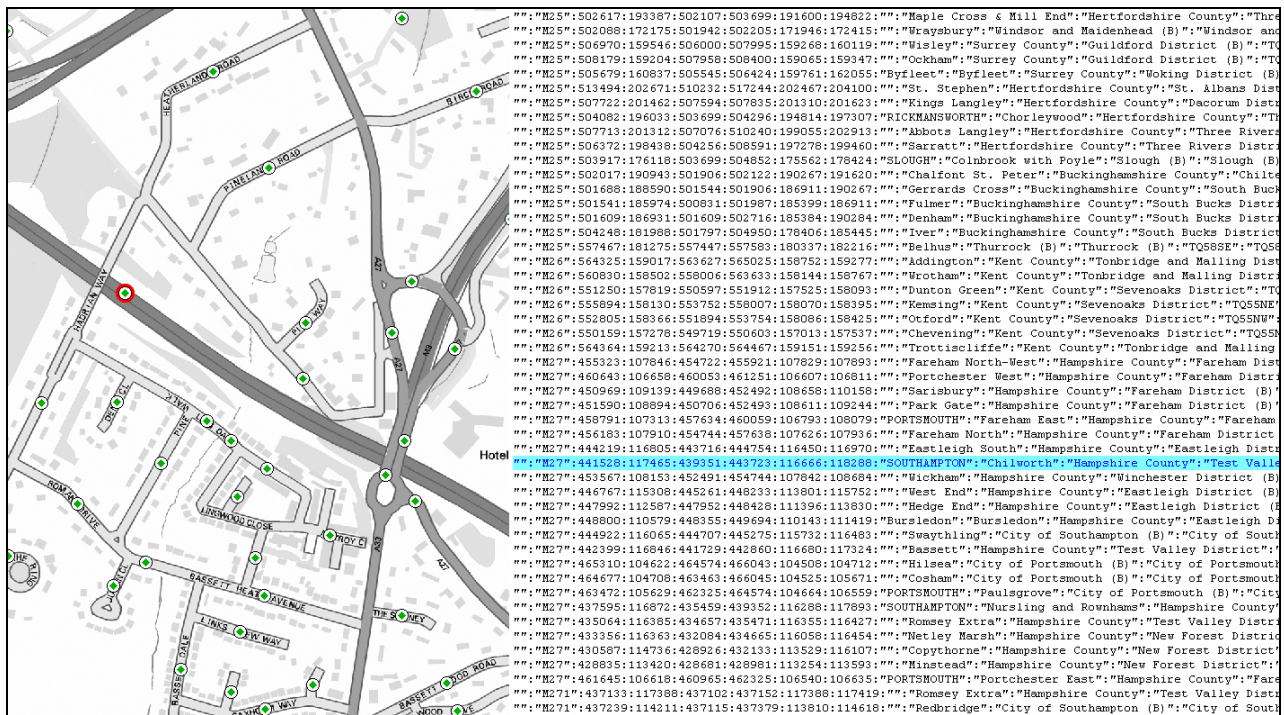 HEATHERLAND ROAD
BIRCH ROAD
PINELANDS ROAD
HADRIAN WAY
A27
FIR WAY
M3
A27
PINE WALK
Hotel
ROMAN DRIVE
LINGWOOD CLOSE
TROY CL
A33
A27
THE
BASSETT HEATH AVENUE
LINKS VIEW WAY
BASSETT DALE
BASSETT WOOD ROAD
WOOD
"":"M25":502617:193387:502107:503699:191600:194822:"":"Maple Cross & Mill End":"Hertfordshire County":"Thre
"":"M25":502088:172175:501942:502205:171946:172415:"":"Wraysbury":"Windsor and Maidenhead (B)":"Windsor and
"":"M25":506970:159546:506000:507995:159268:160119:"":"Wisley":"Surrey County":"Guildford District (B)":"TQ
"":"M25":508179:159204:507958:508400:159065:159347:"":"Ockham":"Surrey County":"Guildford District (B)":"TQ
"":"M25":505679:160837:505545:506424:159761:162055:"Byfleet":"Byfleet":"Surrey County":"Woking District (B)
"":"M25":513494:202671:510232:517244:202467:204100:"":"St. Stephen":"Hertfordshire County":"St. Albans Dist
"":"M25":507722:201462:507594:507835:201310:201614:"":"Kings Langley":"Hertfordshire County":"Dacorum Dist
"":"M25":504082:196033:503699:504296:194814:197307:"RICKMANSWORTH":"Chorleywood":"Hertfordshire County":"Th
"":"M25":507713:201312:507076:510240:199055:202913:"":"Abbots Langley":"Hertfordshire County":"Three Rivers
"":"M25":506372:198438:504256:508591:197278:199460:"":"Sarratt":"Hertfordshire County":"Three Rivers Distri
"":"M25":503917:176118:503699:504852:175562:178424:"SLOUGH":"Colnbrook with Poyle":"Slough (B)":"Slough (B)
"":"M25":502017:190943:501906:502122:190267:191620:"":"Chalfont St. Peter":"Buckinghamshire County":"Chilte
"":"M25":501688:188590:501544:501906:186911:190267:"":"Gerrards Cross":"Buckinghamshire County":"South Buck
"":"M25":501541:185974:500831:501987:185399:186911:"":"Fulmer":"Buckinghamshire County":"South Bucks Distri
"":"M25":501609:186931:501609:502716:185384:190284:"":"Denham":"Buckinghamshire County":"South Bucks Distri
"":"M25":504248:181988:501797:504950:178406:185445:"":"Iver":"Buckinghamshire County":"South Bucks District
"":"M25":557467:181275:557447:557583:180337:182216:"":"Belhus":"Thurrock (B)":"Thurrock (B)":"TQ58SE":"TQ58
"":"M26":564325:159017:563627:565025:158752:159277:"":"Addington":"Kent County":"Tonbridge and Malling Dist
"":"M26":560830:158502:558006:563633:158144:158767:"":"Wrotham":"Kent County":"Tonbridge and Malling Distri
"":"M26":551250:157819:550597:551912:157523:158093:"":"Dunton Green":"Kent County":"Sevenoaks District":"TQ
"":"M26":555894:158130:553752:558007:158070:158395:"":"Kemsing":"Kent County":"Sevenoaks District":"TQ55NE"
"":"M26":552805:158366:551894:553754:158086:158425:"":"Otford":"Kent County":"Sevenoaks District":"TQ55NW":
"":"M26":550159:157278:549719:550603:157013:157537:"":"Chevening":"Kent County":"Sevenoaks District":"TQ55N
"":"M26":564364:159213:564270:564467:159151:159256:"":"Trottiscliffe":"Kent County":"Tonbridge and Malling
"":"M27":455323:107846:454722:455921:107829:107893:"":"Fareham North-West":"Hampshire County":"Fareham Dist
"":"M27":460643:106658:460053:461251:106607:106811:"":"Portchester West":"Hampshire County":"Fareham Distri
"":"M27":450969:109139:449688:452492:108658:110158:"":"Sarisbury":"Hampshire County":"Fareham District (B)"
"":"M27":451590:108894:450706:452493:108611:109244:"":"Park Gate":"Hampshire County":"Fareham District (B)"
"":"M27":458791:107313:457634:460059:106793:108079:"PORTSMOUTH":"Fareham East":"Hampshire County":"Fareham
"":"M27":456183:107910:454744:457638:107626:107936:"":"Fareham North":"Hampshire County":"Fareham District
"":"M27":444219:116805:443716:444754:116450:117157:"":"Eastleigh South":"Hampshire County":"Eastleigh Distr
"":"M27":441528:117465:439351:443723:116666:118288:"SOUTHAMPTON":"Chilworth":"Hampshire County":"Test Valle
"":"M27":453567:108153:452491:454744:107842:108684:"":"Wickham":"Hampshire County":"Winchester District (B)
"":"M27":446767:115308:445261:448233:113801:115752:"":"West End":"Hampshire County":"Eastleigh District (B)
"":"M27":447992:112587:447952:448428:111396:113830:"":"Hedge End":"Hampshire County":"Eastleigh District (B
"":"M27":448800:110579:448355:449694:110143:111419:"Bursledon":"Bursledon":"Hampshire County":"Eastleigh Di
"":"M27":444922:116065:444707:445275:115732:116483:"":"Swaythling":"City of Southampton (B)":"City of South
"":"M27":442399:116846:441729:442860:116680:117324:"":"Bassett":"Hampshire County":"Test Valley District":"
"":"M27":465310:104622:464574:466043:104508:104712:"":"Hilsea":"City of Portsmouth (B)":"City of Portsmouth
"":"M27":464677:104708:463463:466045:104528:105671:"":"Cosham":"City of Portsmouth (B)":"City of Portsmouth
"":"M27":463472:105629:462325:464574:104664:106559:"PORTSMOUTH":"Paulsgrove":"City of Portsmouth (B)":"City
"":"M27":437595:116872:435459:439352:116265:117893:"SOUTHAMPTON":"Nursling and Rownhams":"Hampshire County"
"":"M27":435064:116385:434657:435471:116355:116427:"":"Romsey Extra":"Hampshire County":"Test Valley Distri
"":"M27":433356:116303:432084:434665:116058:116454:"":"Netley Marsh":"Hampshire County":"New Forest Distric
"":"M27":430587:114736:428926:432133:113529:116107:"":"Copythorne":"Hampshire County":"New Forest District"
"":"M27":428831:113420:428681:428981:113254:113593:"":"Minstead":"Hampshire County":"New Forest District":"
"":"M27":461645:106618:460965:462325:106540:106635:"PORTSMOUTH":"Portchester East":"Hampshire County":"Fare
"":"M271":437133:117388:437102:437152:117388:117419:"":"Romsey Extra":"Hampshire County":"Test Valley Distr
"":"M271":437239:114211:437115:437379:113810:114618:"":"Redbridge":"City of Southampton (B)":"City of South